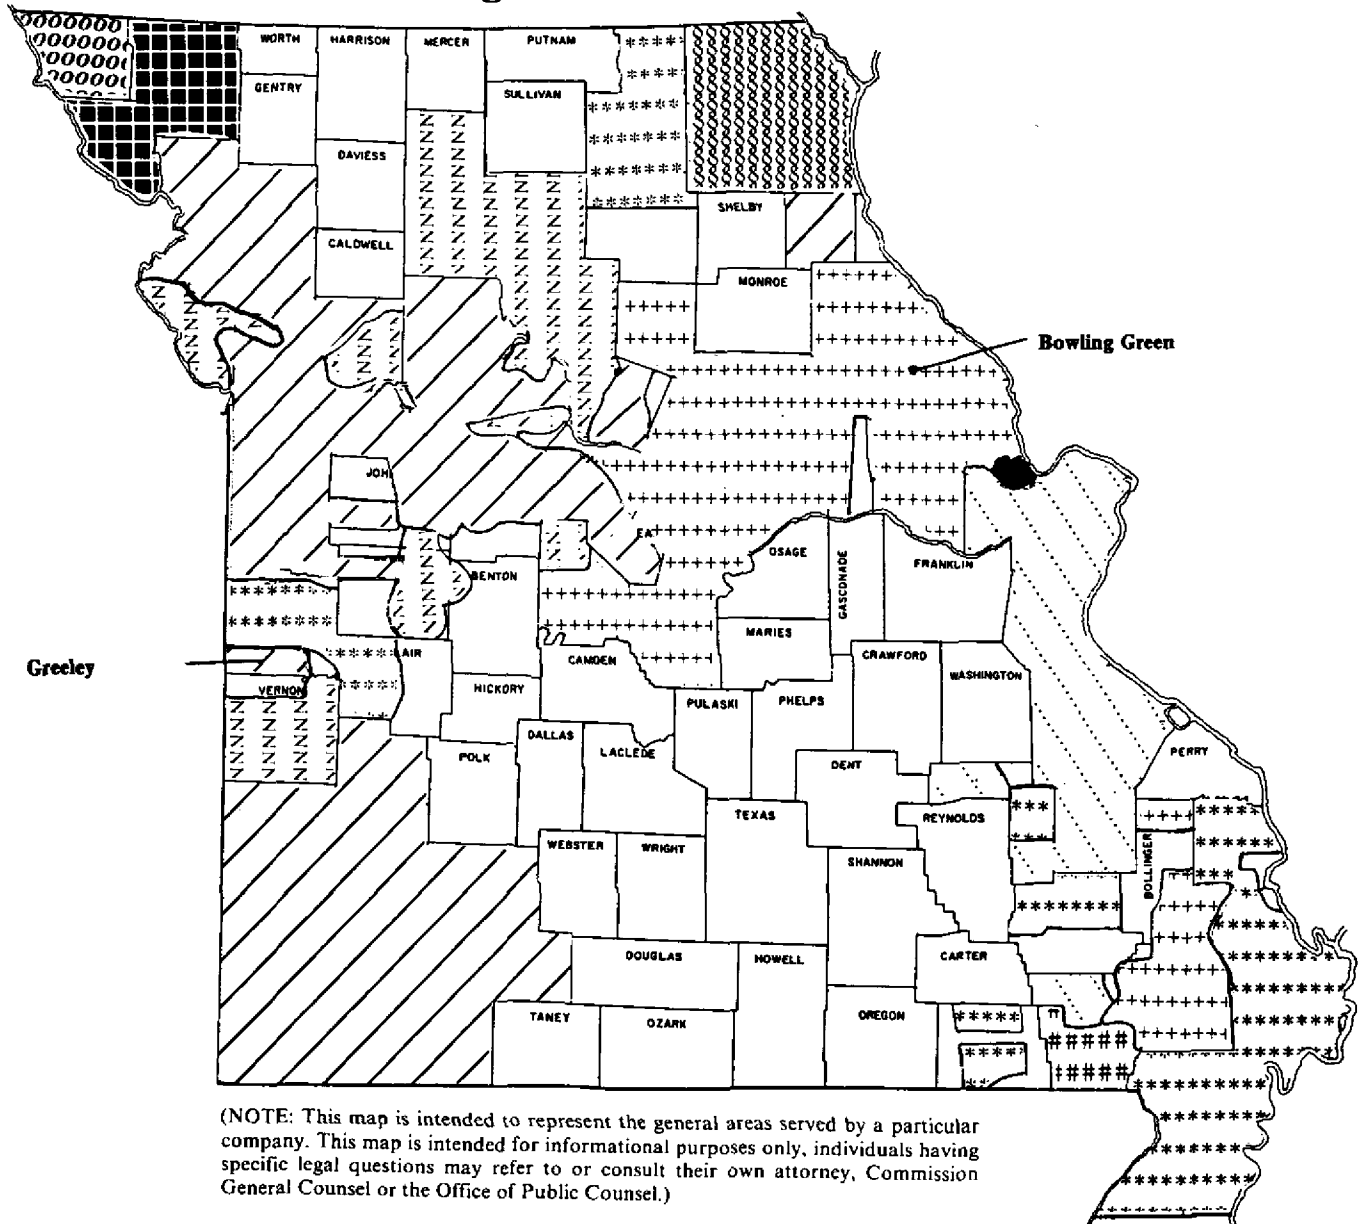 WORTH HARRISON MERCER PUTNAM
GENTRY SULLIVAN
DAVIESS
SHELBY
CALDWELL
MONROE
Bowling Green
JOH
EA
OSAGE GASCONADE FRANKLIN
BENTON
MARIES
Greeley
LAIR CAMDEN CRAWFORD
WASHINGTON
VERNON HICKORY
PULASKI PHELPS
DALLAS
POLK LACLEDE DENT PERRY
TEXAS REYNOLDS
WEBSTER WRIGHT SHANNON BOLLINGER
DOUGLAS HOWELL CARTER
TANEY OZARK OREGON
(NOTE: This map is intended to represent the general areas served by a particular
company. This map is intended for informational purposes only, individuals having
specific legal questions may refer to or consult their own attorney, Commission
General Counsel or the Office of Public Counsel.)